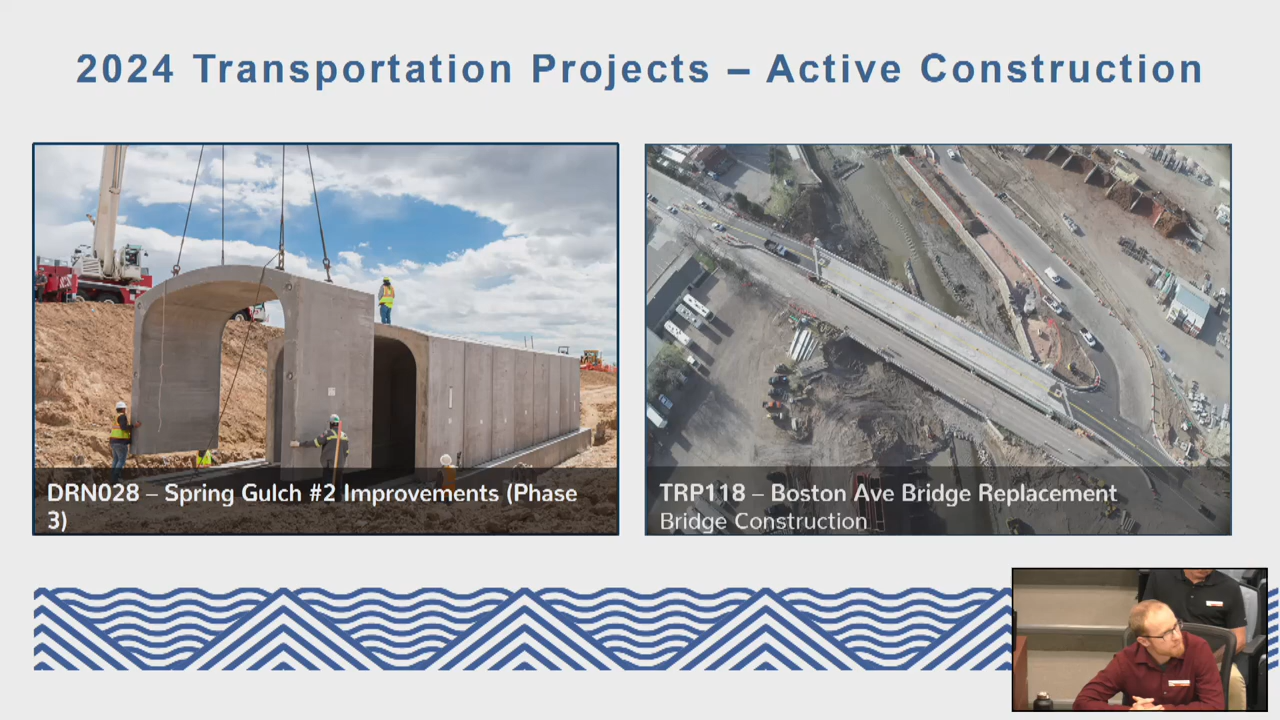 2024 Transportation Projects – Active Construction
DRN028 – Spring Gulch #2 Improvements (Phase
3)
TRP118 – Boston Ave Bridge Replacement
Bridge Construction